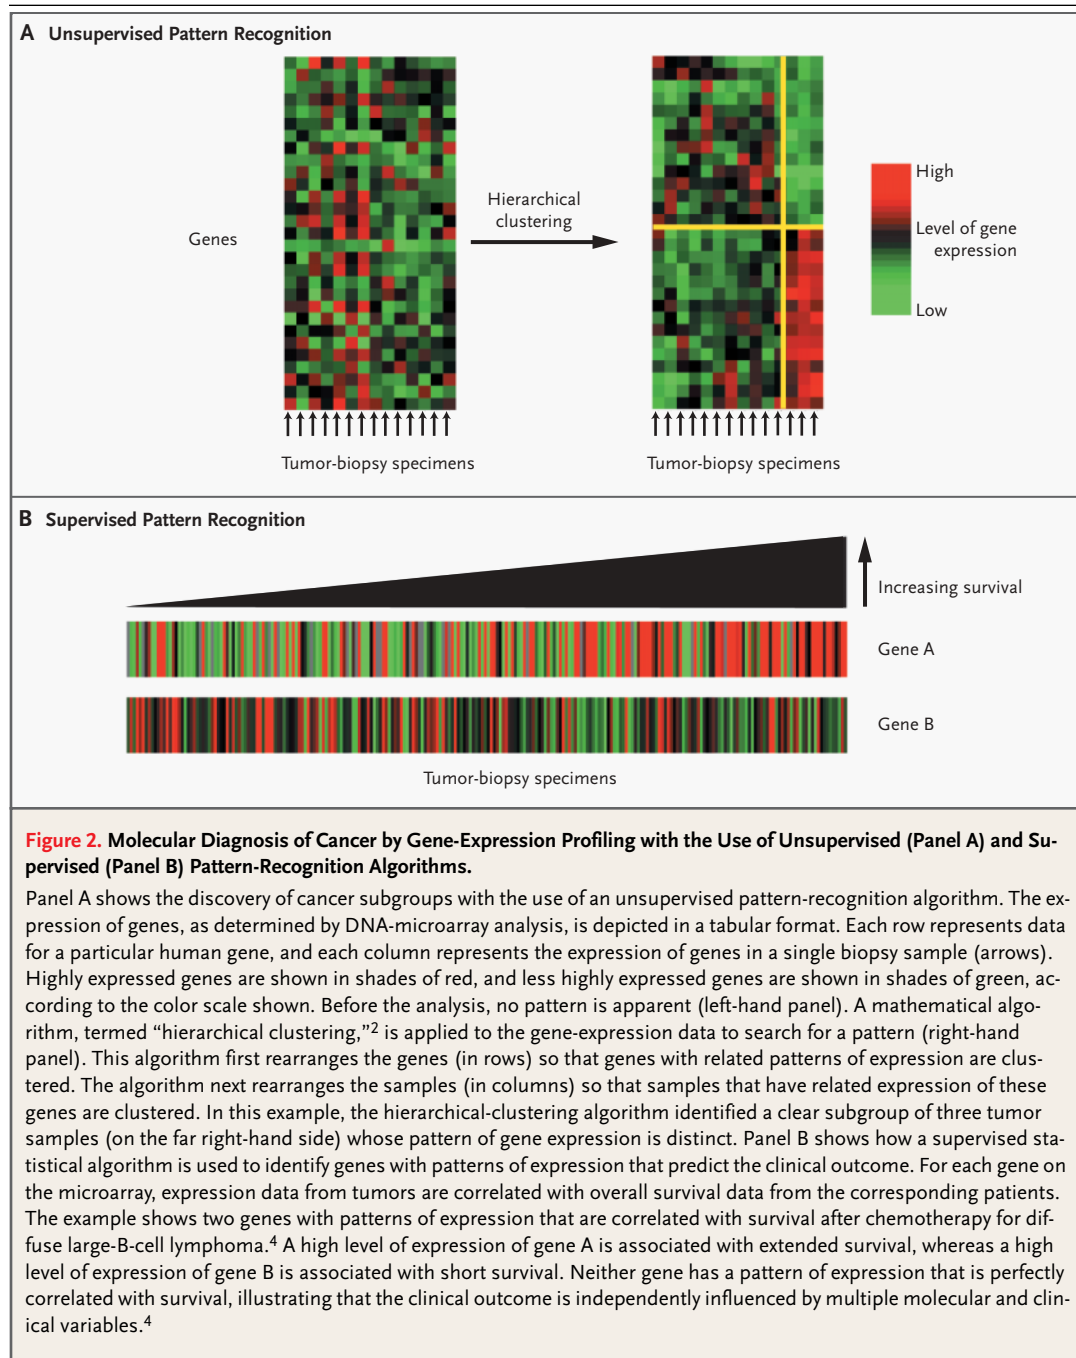 A Unsupervised Pattern Recognition
Genes
Hierarchical
clustering
High
Level of gene
expression
Low
Tumor-biopsy specimens
Tumor-biopsy specimens
B Supervised Pattern Recognition
Increasing survival
Gene A
Gene B
Tumor-biopsy specimens
Figure 2. Molecular Diagnosis of Cancer by Gene-Expression Profiling with the Use of Unsupervised (Panel A) and Su-
pervised (Panel B) Pattern-Recognition Algorithms.
Panel A shows the discovery of cancer subgroups with the use of an unsupervised pattern-recognition algorithm. The ex-
pression of genes, as determined by DNA-microarray analysis, is depicted in a tabular format. Each row represents data
for a particular human gene, and each column represents the expression of genes in a single biopsy sample (arrows).
Highly expressed genes are shown in shades of red, and less highly expressed genes are shown in shades of green, ac-
cording to the color scale shown. Before the analysis, no pattern is apparent (left-hand panel). A mathematical algo-
rithm, termed “hierarchical clustering,”2 is applied to the gene-expression data to search for a pattern (right-hand
panel). This algorithm first rearranges the genes (in rows) so that genes with related patterns of expression are clus-
tered. The algorithm next rearranges the samples (in columns) so that samples that have related expression of these
genes are clustered. In this example, the hierarchical-clustering algorithm identified a clear subgroup of three tumor
samples (on the far right-hand side) whose pattern of gene expression is distinct. Panel B shows how a supervised sta-
tistical algorithm is used to identify genes with patterns of expression that predict the clinical outcome. For each gene on
the microarray, expression data from tumors are correlated with overall survival data from the corresponding patients.
The example shows two genes with patterns of expression that are correlated with survival after chemotherapy for dif-
fuse large-B-cell lymphoma.4 A high level of expression of gene A is associated with extended survival, whereas a high
level of expression of gene B is associated with short survival. Neither gene has a pattern of expression that is perfectly
correlated with survival, illustrating that the clinical outcome is independently influenced by multiple molecular and clin-
ical variables.4